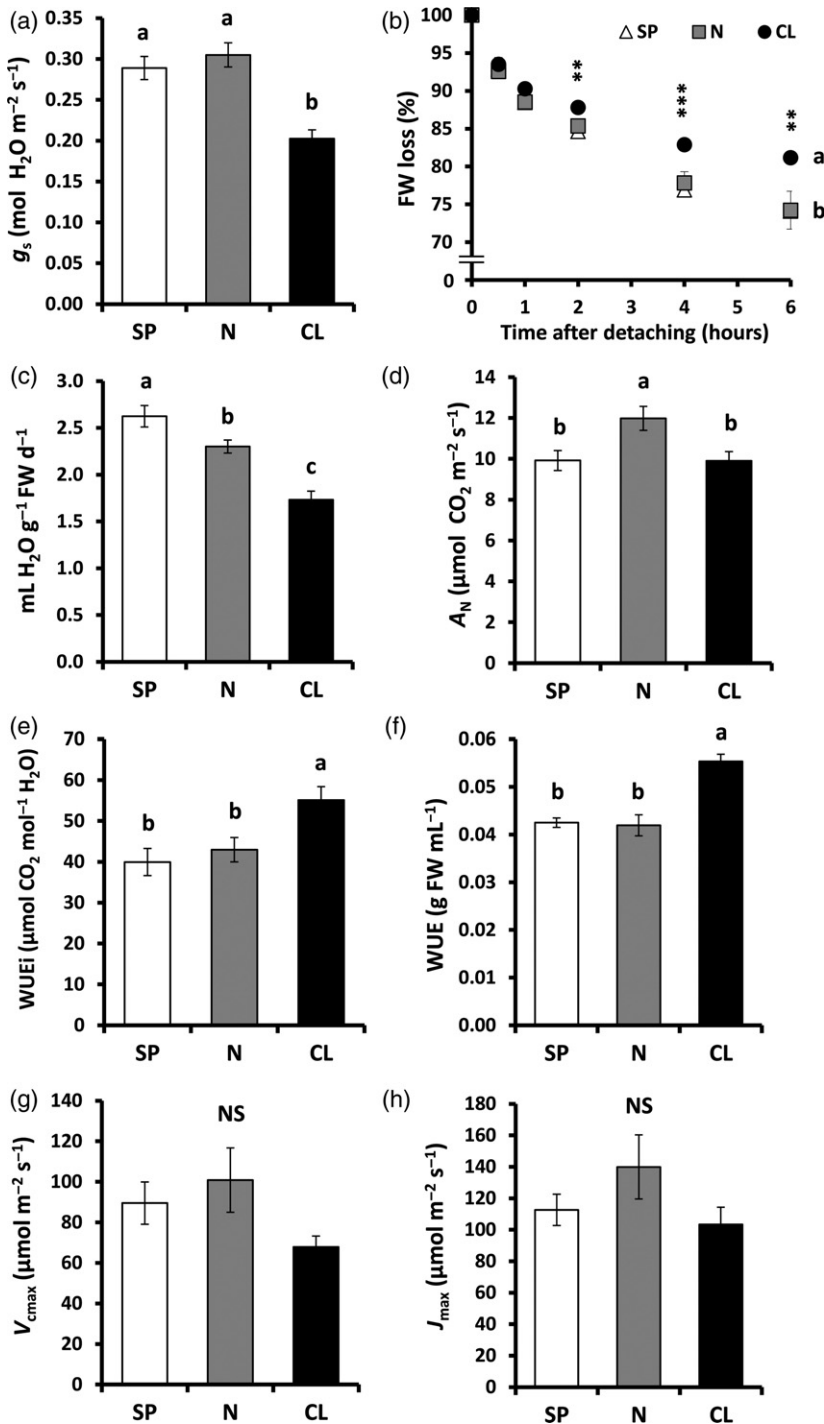 (a)
g_s (mol H₂O m⁻² s⁻¹)
0.35
0.30
0.25
0.20
0.15
0.10
0.05
0.00
a
a
b
SP N CL
(b)
FW loss (%)
100
95
90
85
80
75
70
0
△ SP ■ N ● CL
**
***
**
a
b
0 1 2 3 4 5 6
Time after detaching (hours)
(c)
mL H₂O g⁻¹ FW d⁻¹
3.0
2.5
2.0
1.5
1.0
0.5
0.0
a
b
c
SP N CL
(d)
A_N (µmol CO₂ m⁻² s⁻¹)
14
12
10
8
6
4
2
0
b
a
b
SP N CL
(e)
WUEi (µmol CO₂ mol⁻¹ H₂O)
70
60
50
40
30
20
10
0
b
b
a
SP N CL
(f)
WUE (g FW mL⁻¹)
0.06
0.05
0.04
0.03
0.02
0.01
0.00
b
b
a
SP N CL
(g)
V_cmax (µmol m⁻² s⁻¹)
140
120
100
80
60
40
20
0
NS
SP N CL
(h)
J_max (µmol m⁻² s⁻¹)
180
160
140
120
100
80
60
40
20
0
NS
SP N CL